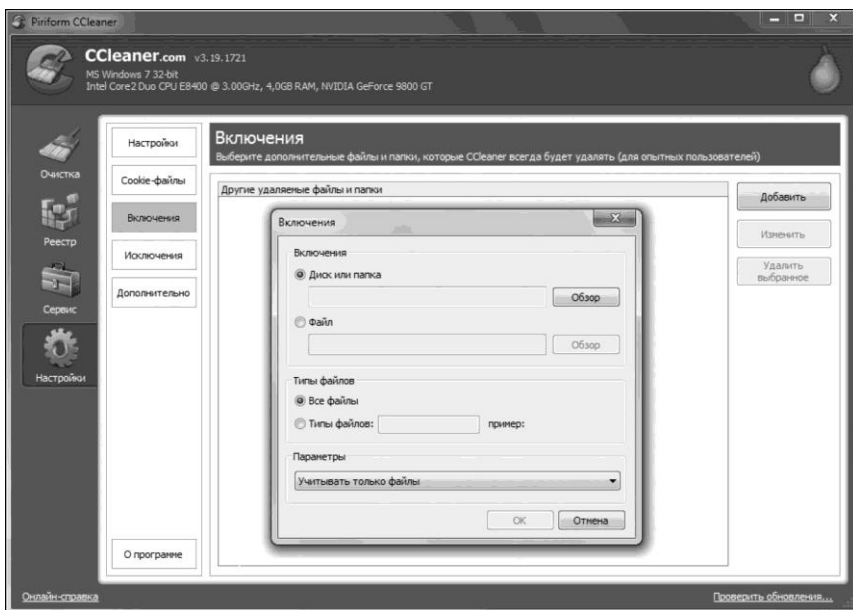 Piriform CCleaner
CCleaner.com v3.19.1721
MS Windows 7 32-bit
Intel Core2 Duo CPU E8400 @ 3.00GHz, 4,0GB RAM, NVIDIA GeForce 9800 GT
Очистка
Реестр
Сервис
Настройки
Настройки
Cookie-файлы
Включения
Исключения
Дополнительно
О программе
Включения
Выберите дополнительные файлы и папки, которые CCleaner всегда будет удалять (для опытных пользователей)
Другие удаляемые файлы и папки
Добавить
Изменить
Удалить
выбранное
Включения
Включения
Диск или папка
Обзор
Файл
Обзор
Типы файлов
Все файлы
Типы файлов:
пример:
Параметры
Учитывать только файлы
OK
Отмена
Онлайн-справка
Проверить обновления...